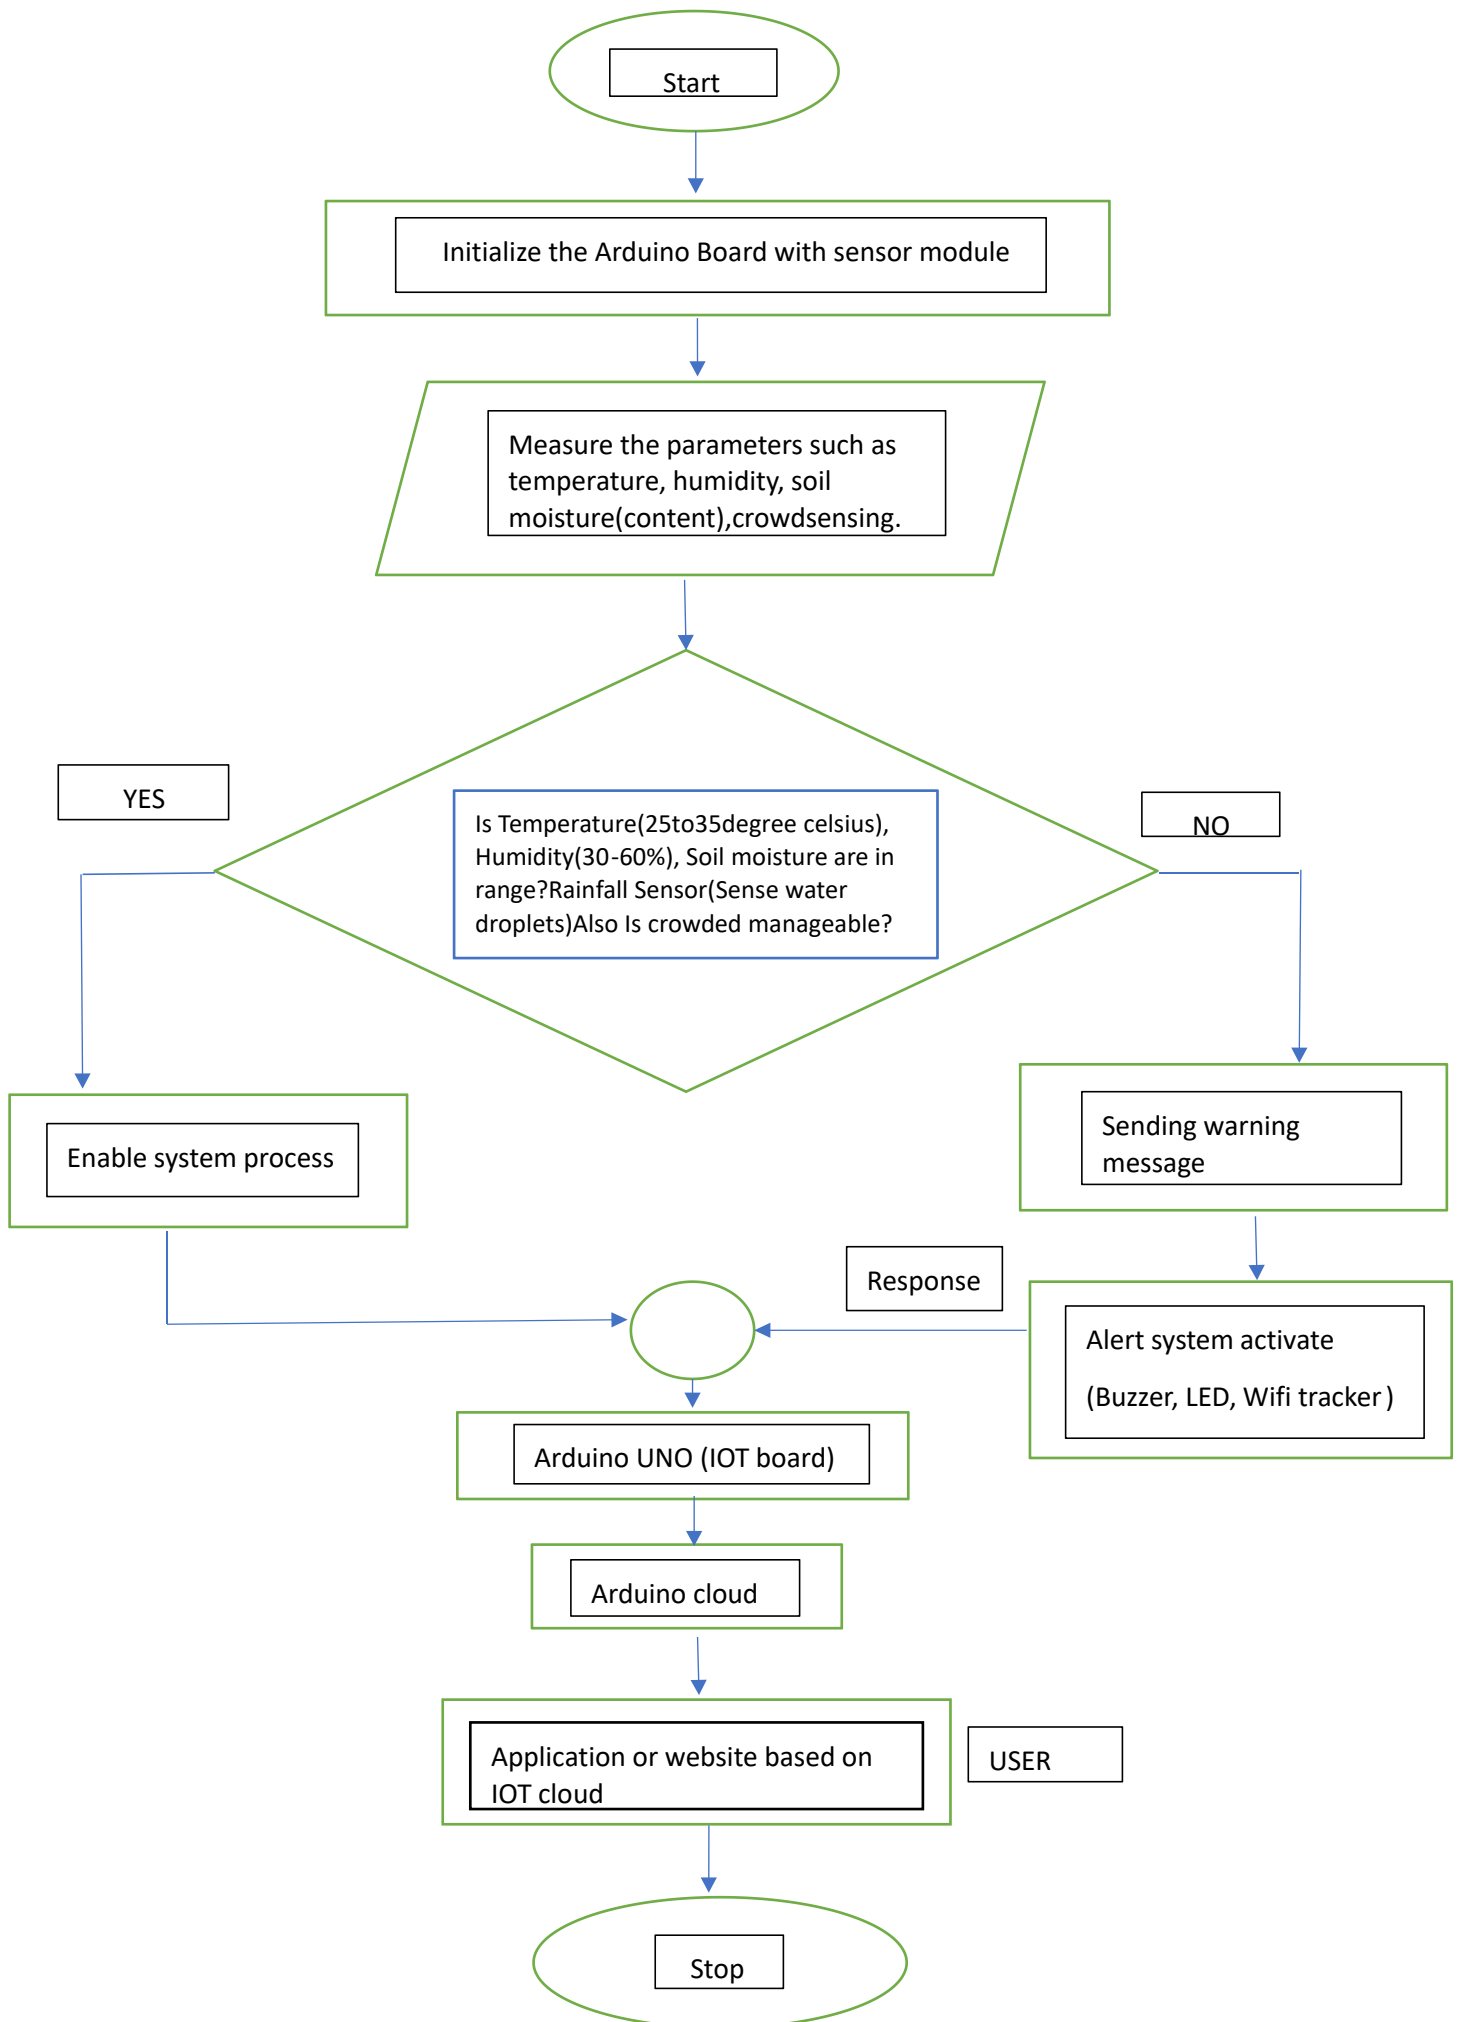 Start
Initialize the Arduino Board with sensor module
Measure the parameters such as
temperature, humidity, soil
moisture(content),crowdsensing.
YES
NO
Is Temperature(25to35degree celsius),
Humidity(30-60%), Soil moisture are in
range?Rainfall Sensor(Sense water
droplets)Also Is crowded manageable?
Enable system process
Sending warning
message
Response
Alert system activate
(Buzzer, LED, Wifi tracker)
Arduino UNO (IOT board)
Arduino cloud
Application or website based on
IOT cloud
USER
Stop